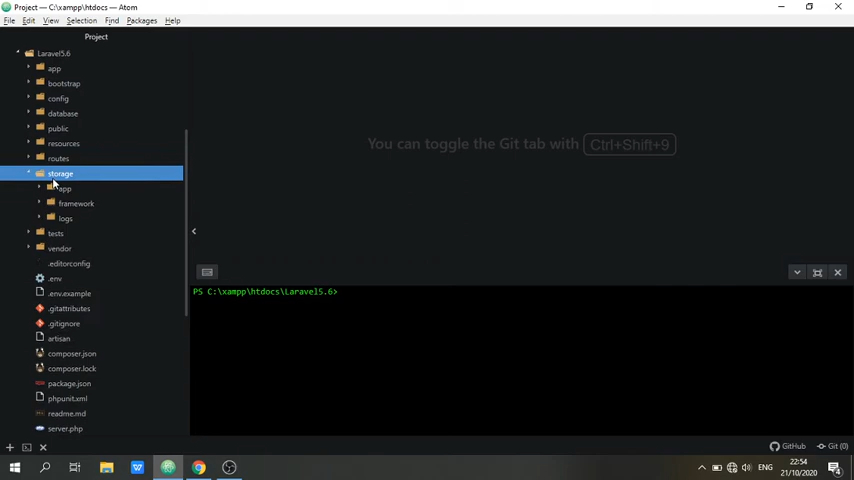 Project — C:\xampp\htdocs — Atom
File Edit View Selection Find Packages Help
Project
Laravel5.6
app
bootstrap
config
database
public
resources
routes
storage
app
framework
logs
tests
vendor
.editorconfig
.env
.env.example
.gitattributes
.gitignore
artisan
composer.json
composer.lock
package.json
phpunit.xml
readme.md
server.php
You can toggle the Git tab with Ctrl+Shift+9
PS C:\xampp\htdocs\Laravel5.6>
GitHub Git (0)
ENG
22:54
21/10/2020
4